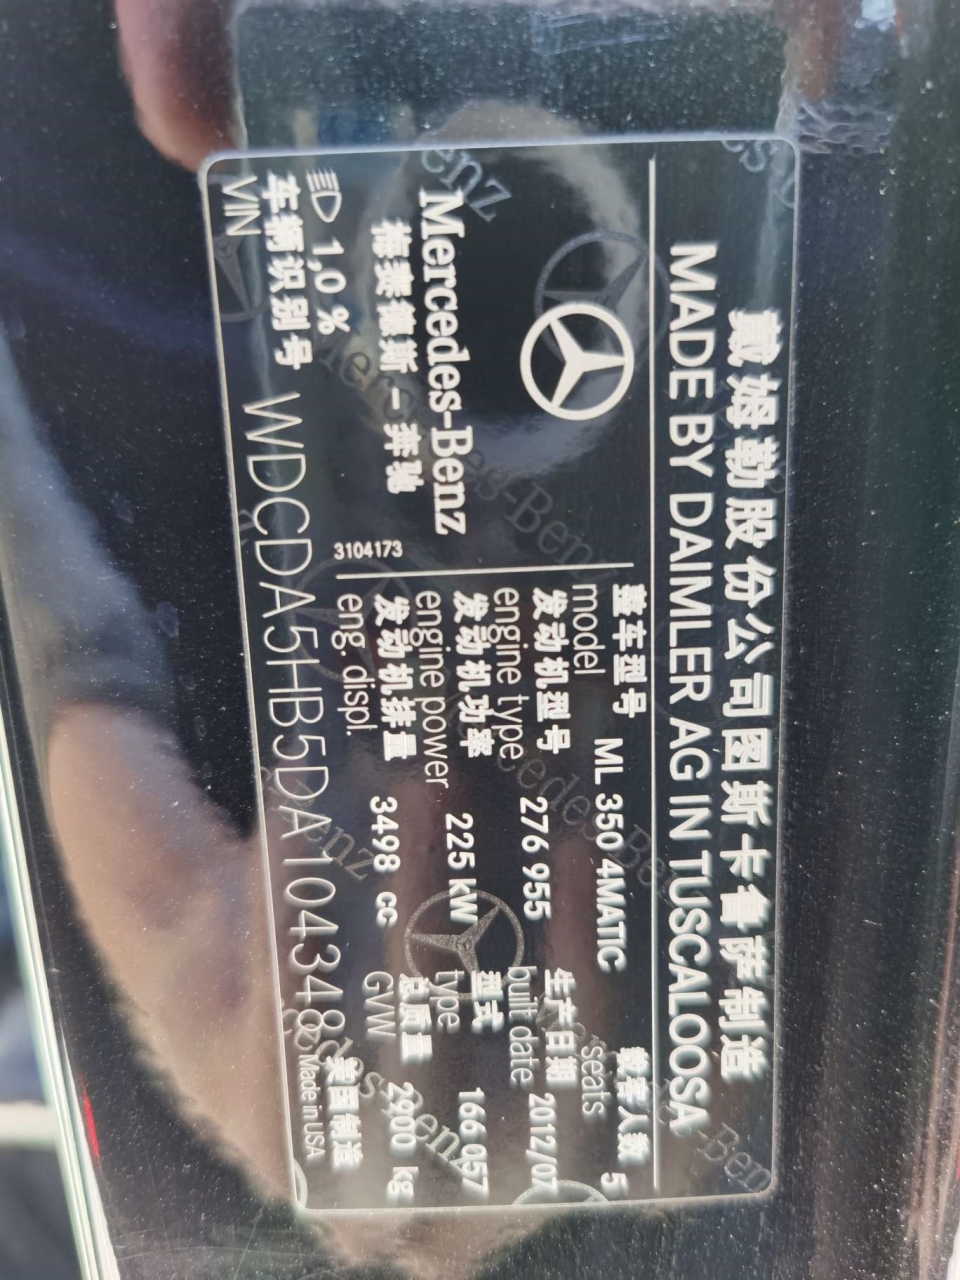 戴姆勒股份公司图斯卡鲁萨制造
MADE BY DAIMLER AG IN TUSCALOOSA
Mercedes-Benz
梅赛德斯－奔驰
3104173
整车型号 ML 350 4MATIC 载客人数 5
model seats
发动机型号 276 955 生产日期 2012/07
engine type built date
发动机功率 225 kW 型式 166 057
engine power type
发动机排量 3498 cc 总质量 2900 kg
eng. displ. GVW
1,0 %
车辆识别号 WDCDA5HB5DA104348 美国制造
VIN Made in USA